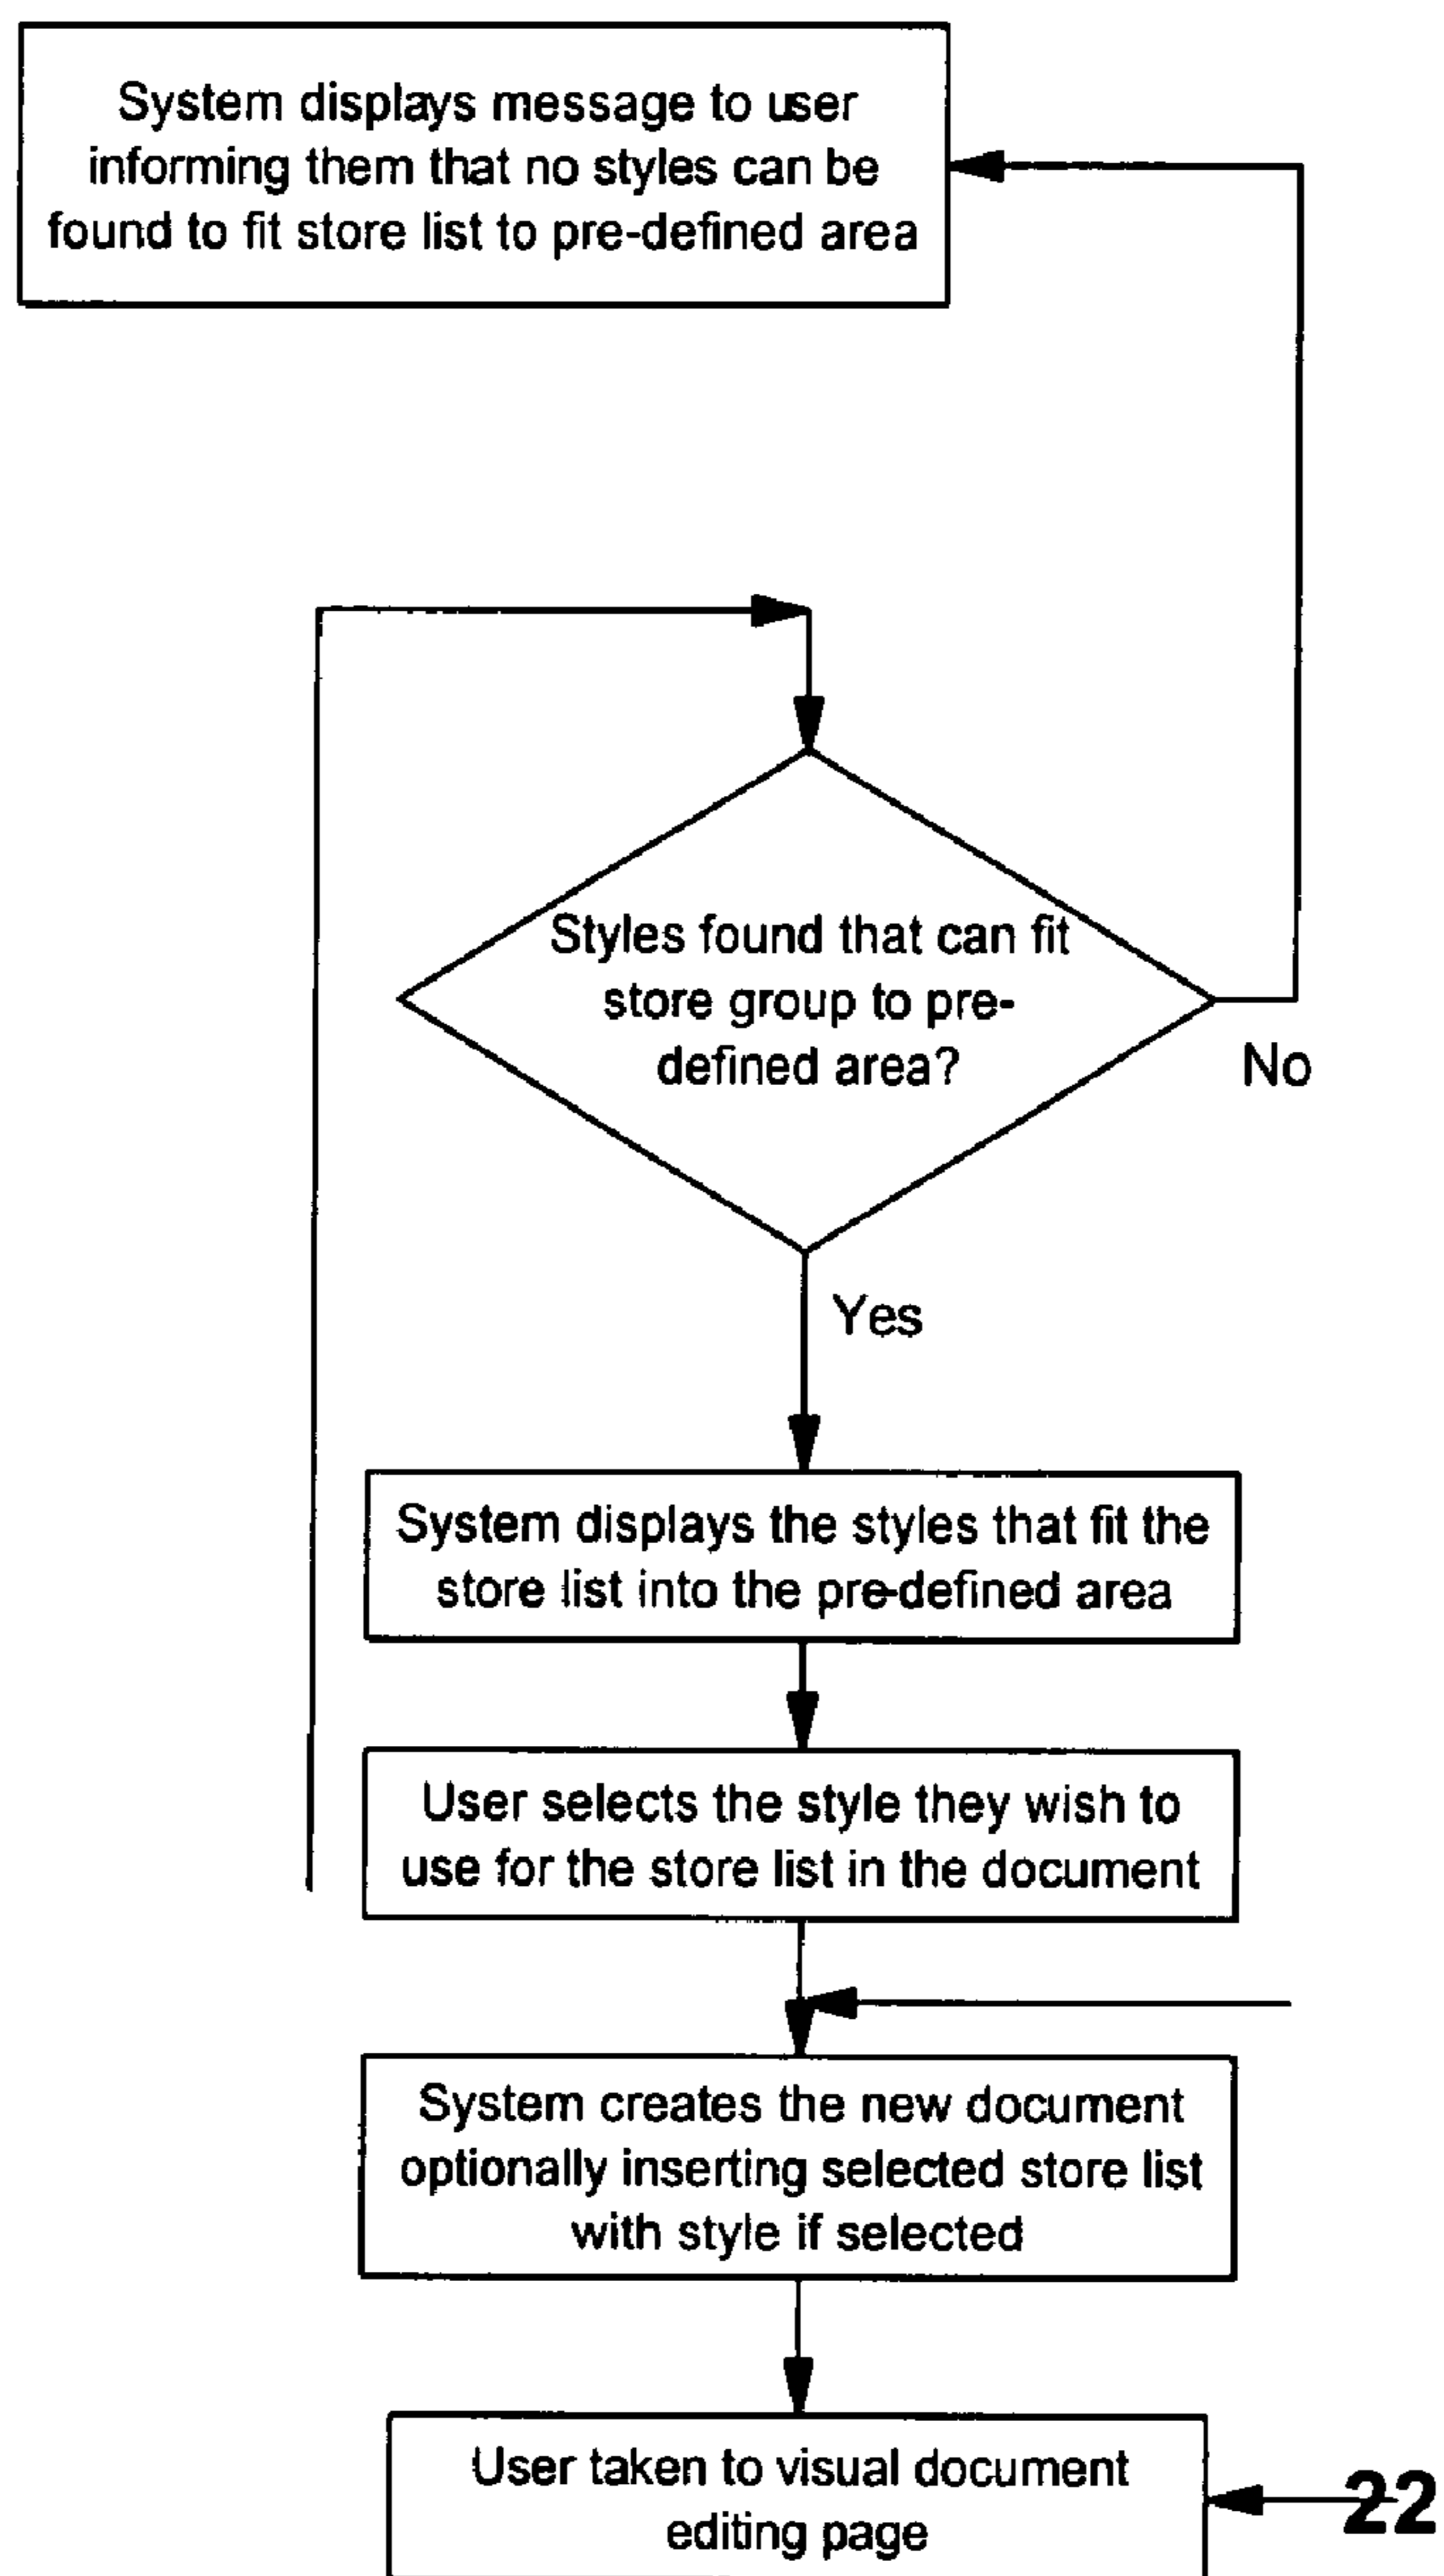 System displays message to user
informing them that no styles can be
found to fit store list to pre-defined area
Styles found that can fit
store group to pre-
defined area?
No
Yes
System displays the styles that fit the
store list into the pre-defined area
User selects the style they wish to
use for the store list in the document
System creates the new document
optionally inserting selected store list
with style if selected
User taken to visual document
editing page
22